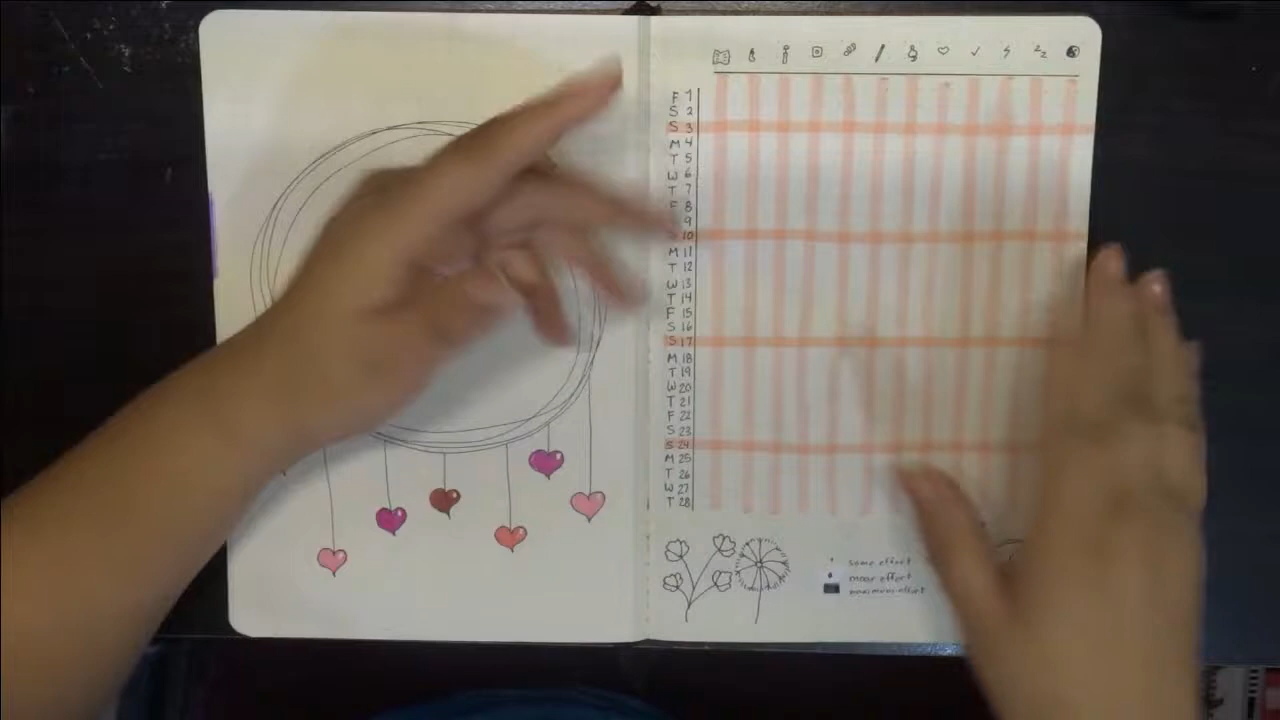 F 1
S 2
S 3
M 4
T 5
W 6
T 7
F 8
9
10
M 11
T 12
W 13
T 14
F 15
S 16
S 17
M 18
T 19
W 20
T 21
F 22
S 23
S 24
M 25
T 26
W 27
T 28
some effort
more effort
maximum effort